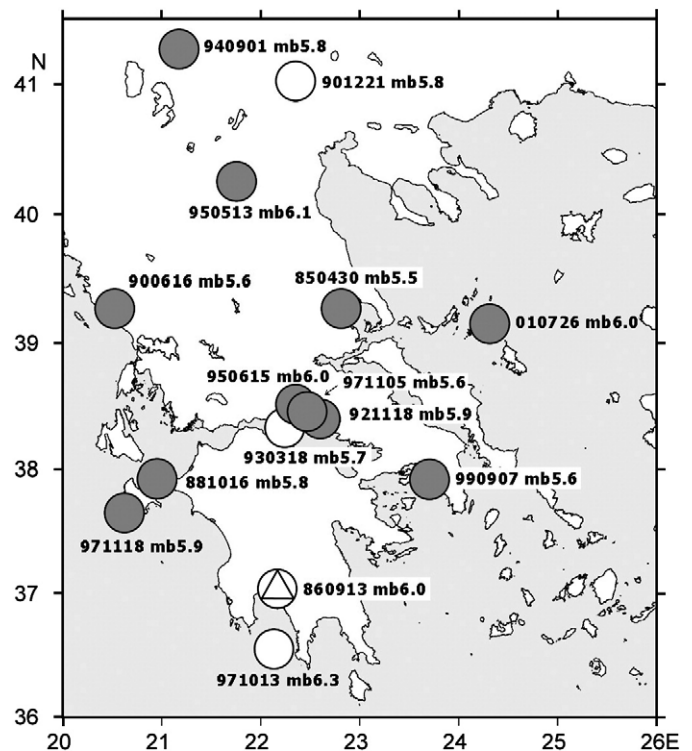 N
940901 mb5.8
41
901221 mb5.8
950513 mb6.1
40
900616 mb5.6
850430 mb5.5
010726 mb6.0
39
950615 mb6.0
971105 mb5.6
921118 mb5.9
930318 mb5.7
38
881016 mb5.8
990907 mb5.6
971118 mb5.9
37
860913 mb6.0
971013 mb6.3
36
20 21 22 23 24 25 26E